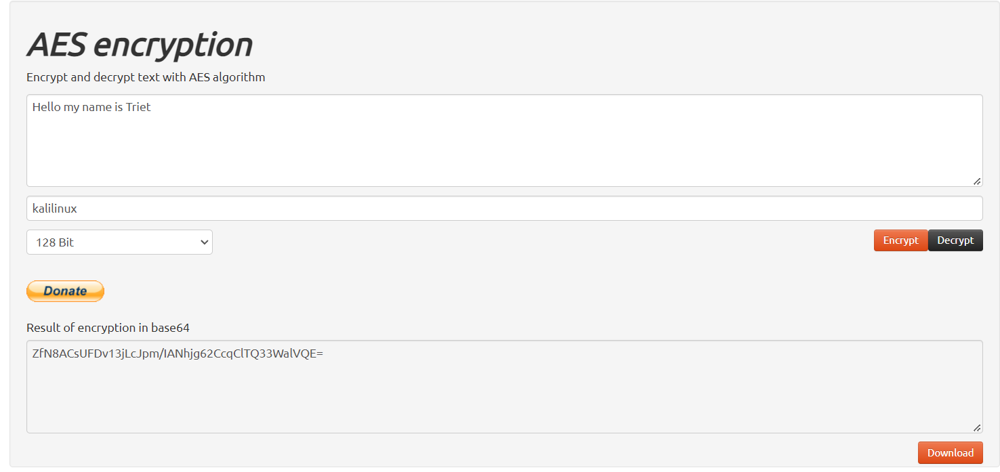 AES encryption
Encrypt and decrypt text with AES algorithm
Hello my name is Triet
kalilinux
128 Bit
Encrypt Decrypt
Donate
Result of encryption in base64
ZfN8ACsUFDv13jLcJpm/IANhjg62CcqClTQ33WalVQE=
Download